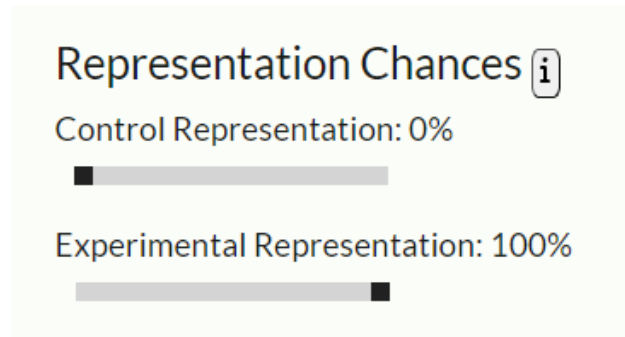 Representation Chances i
Control Representation: 0%
Experimental Representation: 100%